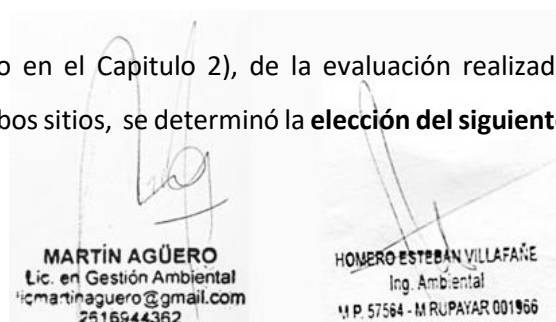 o en el Capitulo 2), de la evaluación realizad
bos sitios, se determinó la elección del siguient
MARTÍN AGÜERO
Lic. en Gestión Ambiental
licmartinaguero@gmail.com
2616944362
HOMERO ESTEBAN VILLAFAÑE
Ing. Ambiental
M.P. 57564 - M RUPAYAR 001966